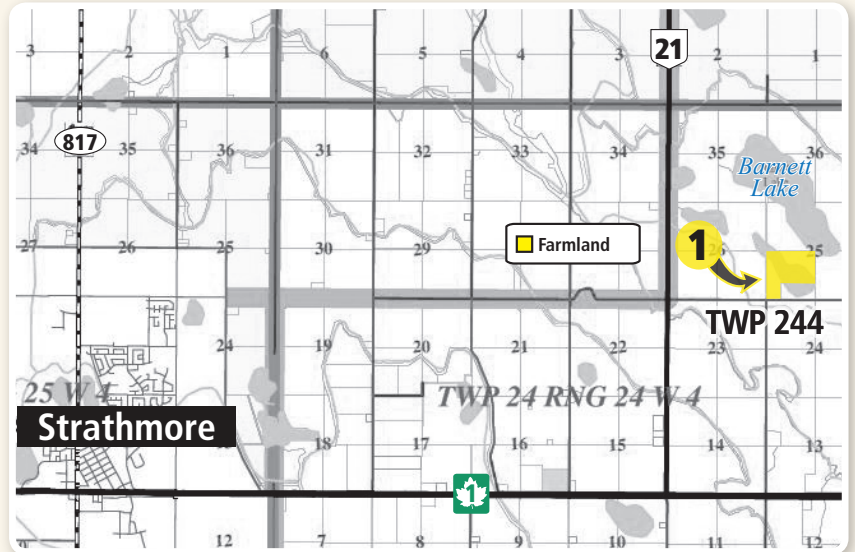 3 2 1 6 5 4 3 21 2 1
817
34 35 36 31 32 33 34 35 36
Barnett
Lake
27 26 25 30 29 Farmland 1 26 25
TWP 244
24 19 20 21 22 23 24
25 W 4 TWP 24 RNG 24 W 4
Strathmore
18 17 16 15 14 13
1
12 7 8 9 10 11 12